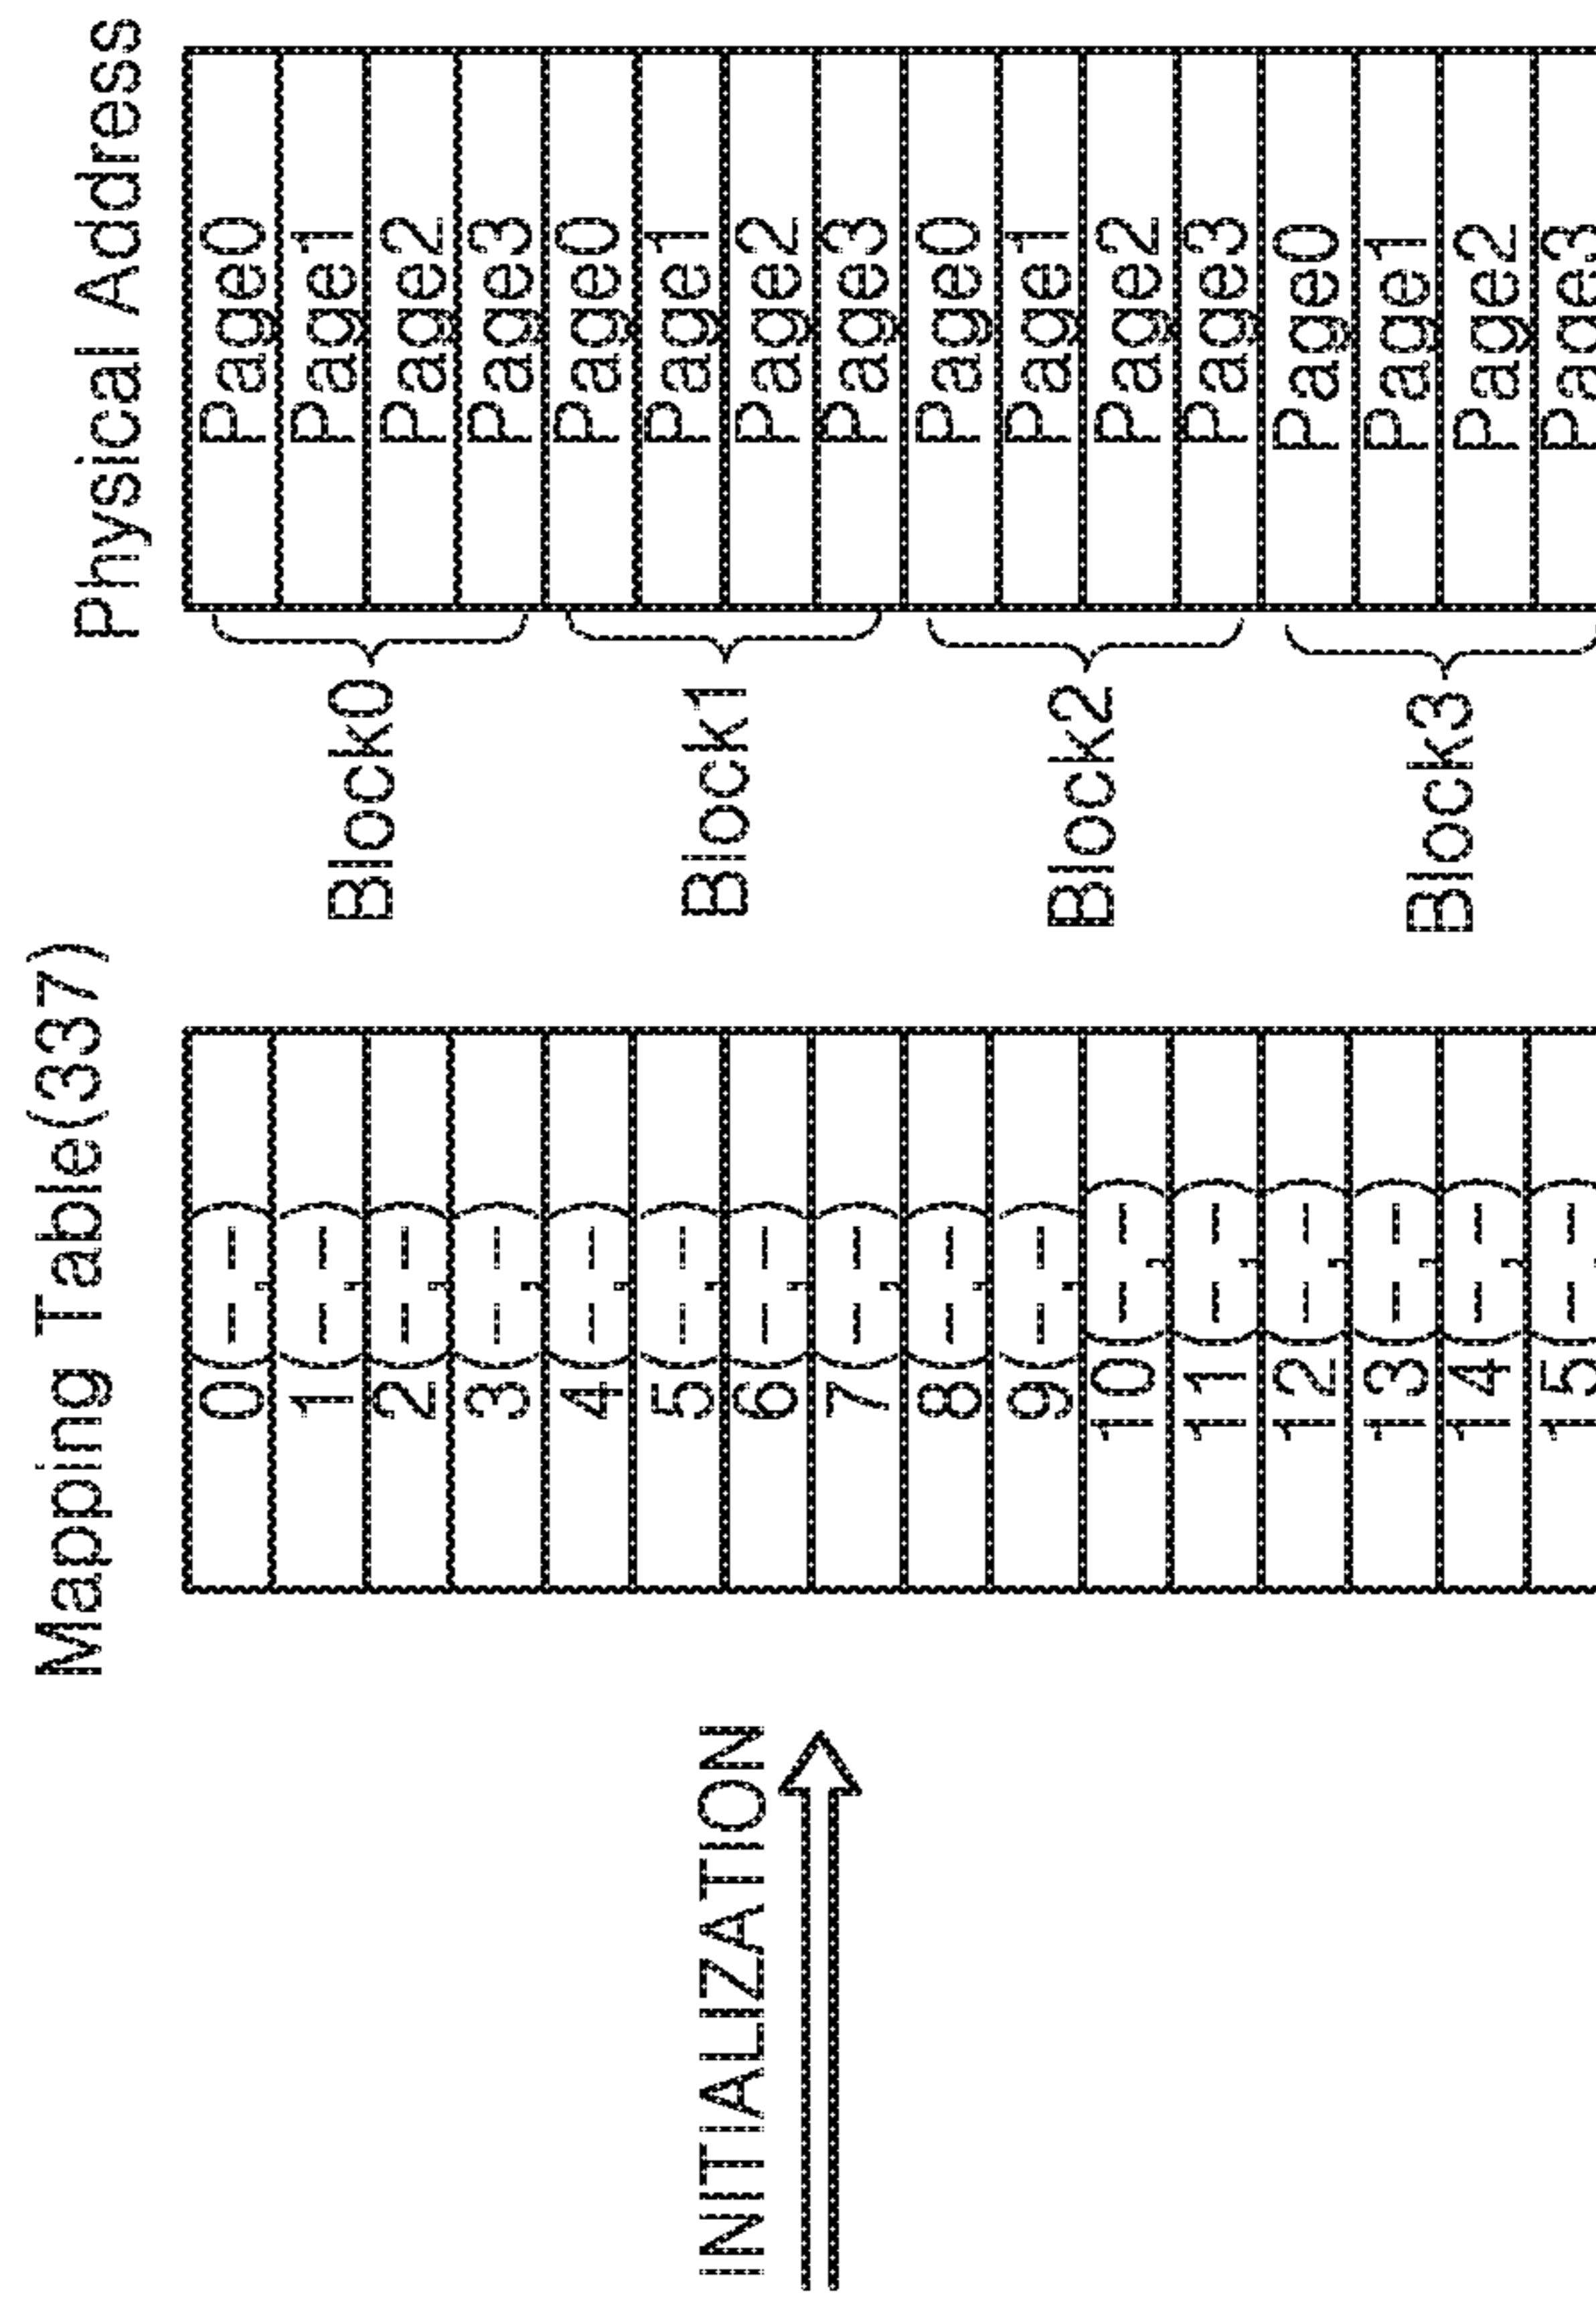 INITIALIZATION
Mapping Table(337)
0(--,--)
1(--,--)
2(--,--)
3(--,--)
4(--,--)
5(--,--)
6(--,--)
7(--,--)
8(--,--)
9(--,--)
10(--,--)
11(--,--)
12(--,--)
13(--,--)
14(--,--)
15(--,--)
Physical Address
Block0
Page0
Page1
Page2
Page3
Block1
Page0
Page1
Page2
Page3
Block2
Page0
Page1
Page2
Page3
Block3
Page0
Page1
Page2
Page3